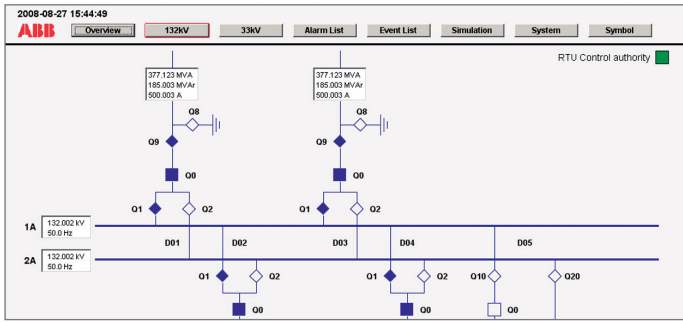 2008-08-27 15:44:49
ABB Overview 132kV 33kV Alarm List Event List Simulation System Symbol
RTU Control authority
377.123 MVA 377.123 MVA
185.003 MVAr 185.003 MVAr
500.003 A 500.003 A
Q8 Q8
Q9 Q9
Q0 Q0
Q1 Q2 Q1 Q2
1A 132.002 kV
50.0 Hz
D01 D02 D03 D04 D05
2A 132.002 kV
50.0 Hz
Q1 Q2 Q1 Q2 Q10 Q20
Q0 Q0 Q0